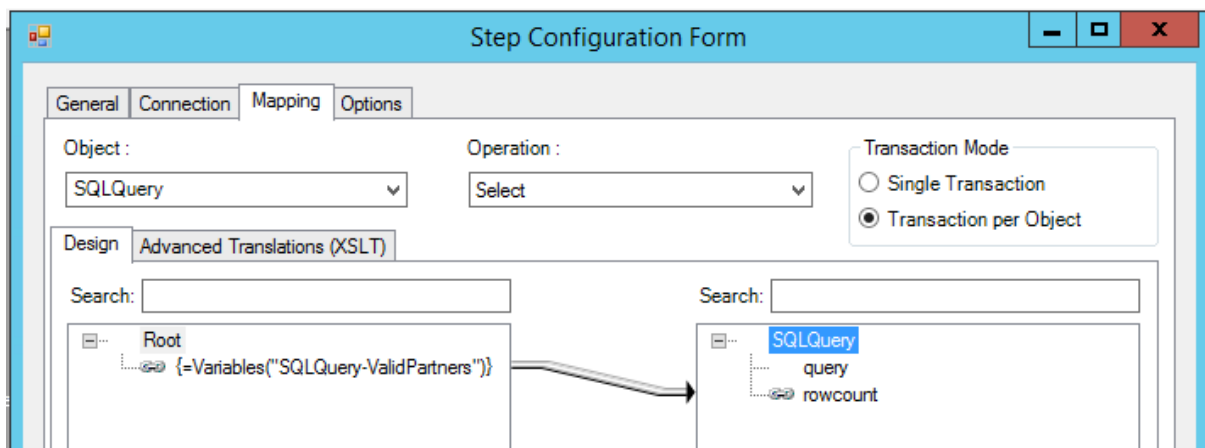 Step Configuration Form
General Connection Mapping Options
Object : Operation : Transaction Mode
SQLQuery Select Single Transaction
Transaction per Object
Design Advanced Translations (XSLT)
Search: Search:
Root SQLQuery
{=Variables("SQLQuery-ValidPartners")} query
rowcount